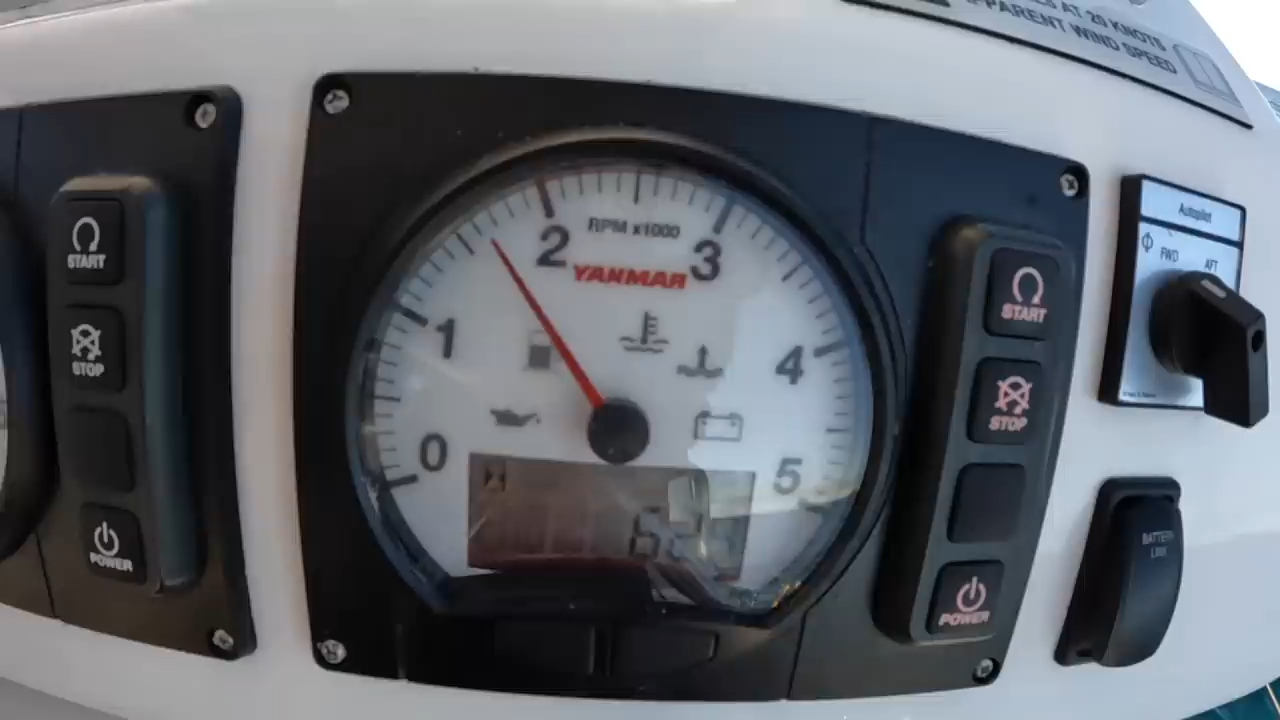 APPARENT WIND SPEED
AT 20 KNOTS
START
STOP
POWER
RPM x1000
YANMAR
0
1
2
3
4
5
START
STOP
POWER
Autopilot
FWD
AFT
BATTERY
LINK